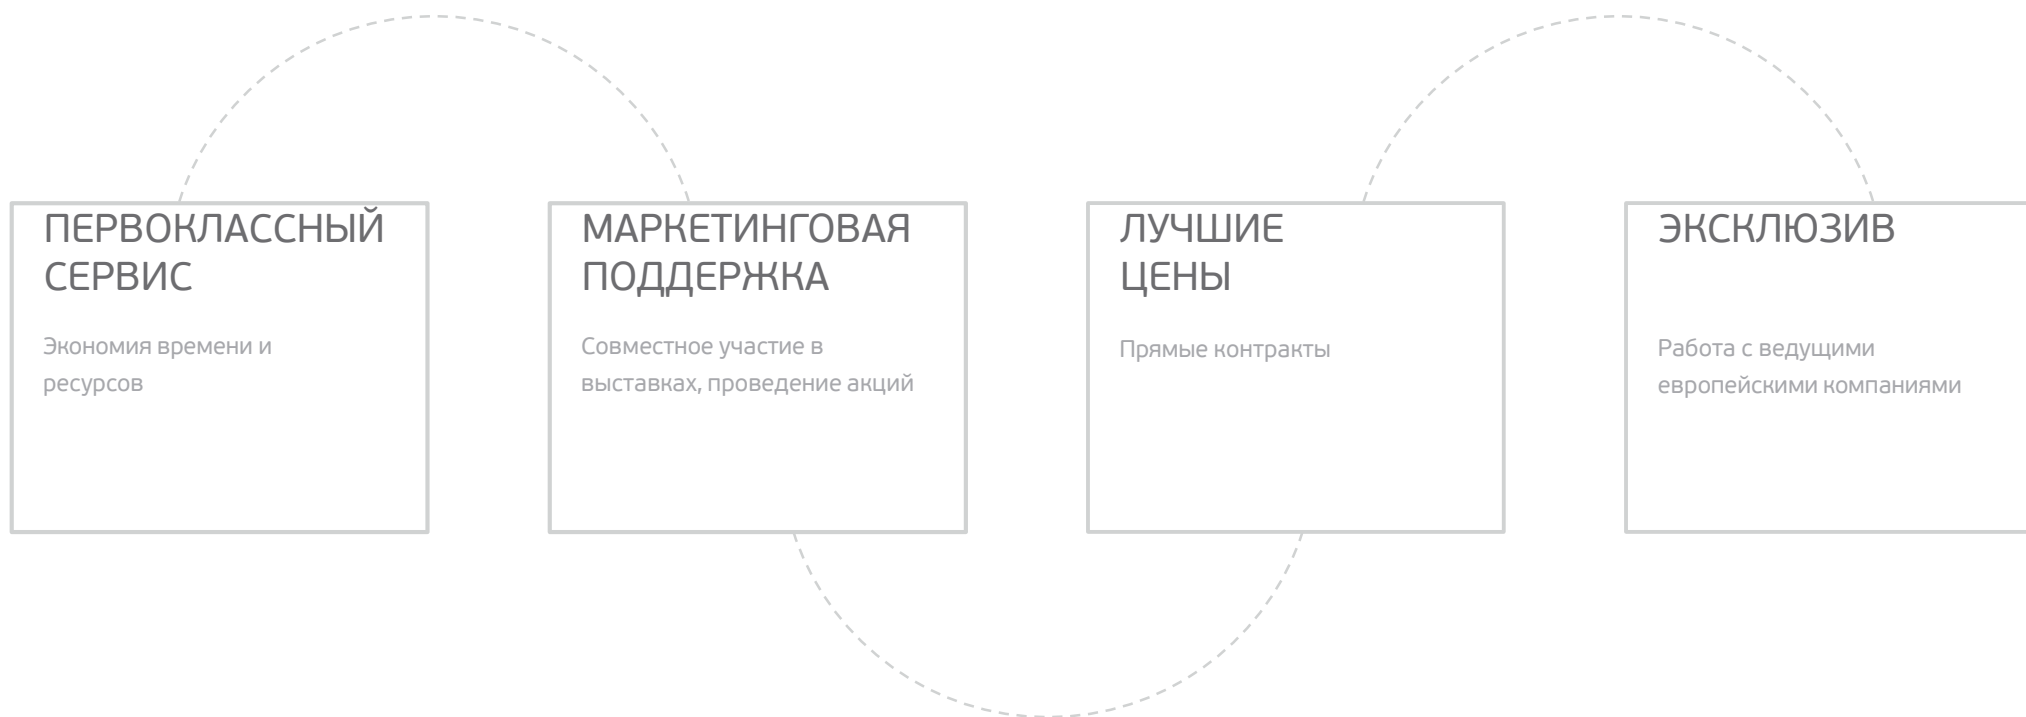 ПЕРВОКЛАССНЫЙ
СЕРВИС
Экономия времени и
ресурсов
МАРКЕТИНГОВАЯ
ПОДДЕРЖКА
Совместное участие в
выставках, проведение акций
ЛУЧШИЕ
ЦЕНЫ
Прямые контракты
ЭКСКЛЮЗИВ
Работа с ведущими
европейскими компаниями